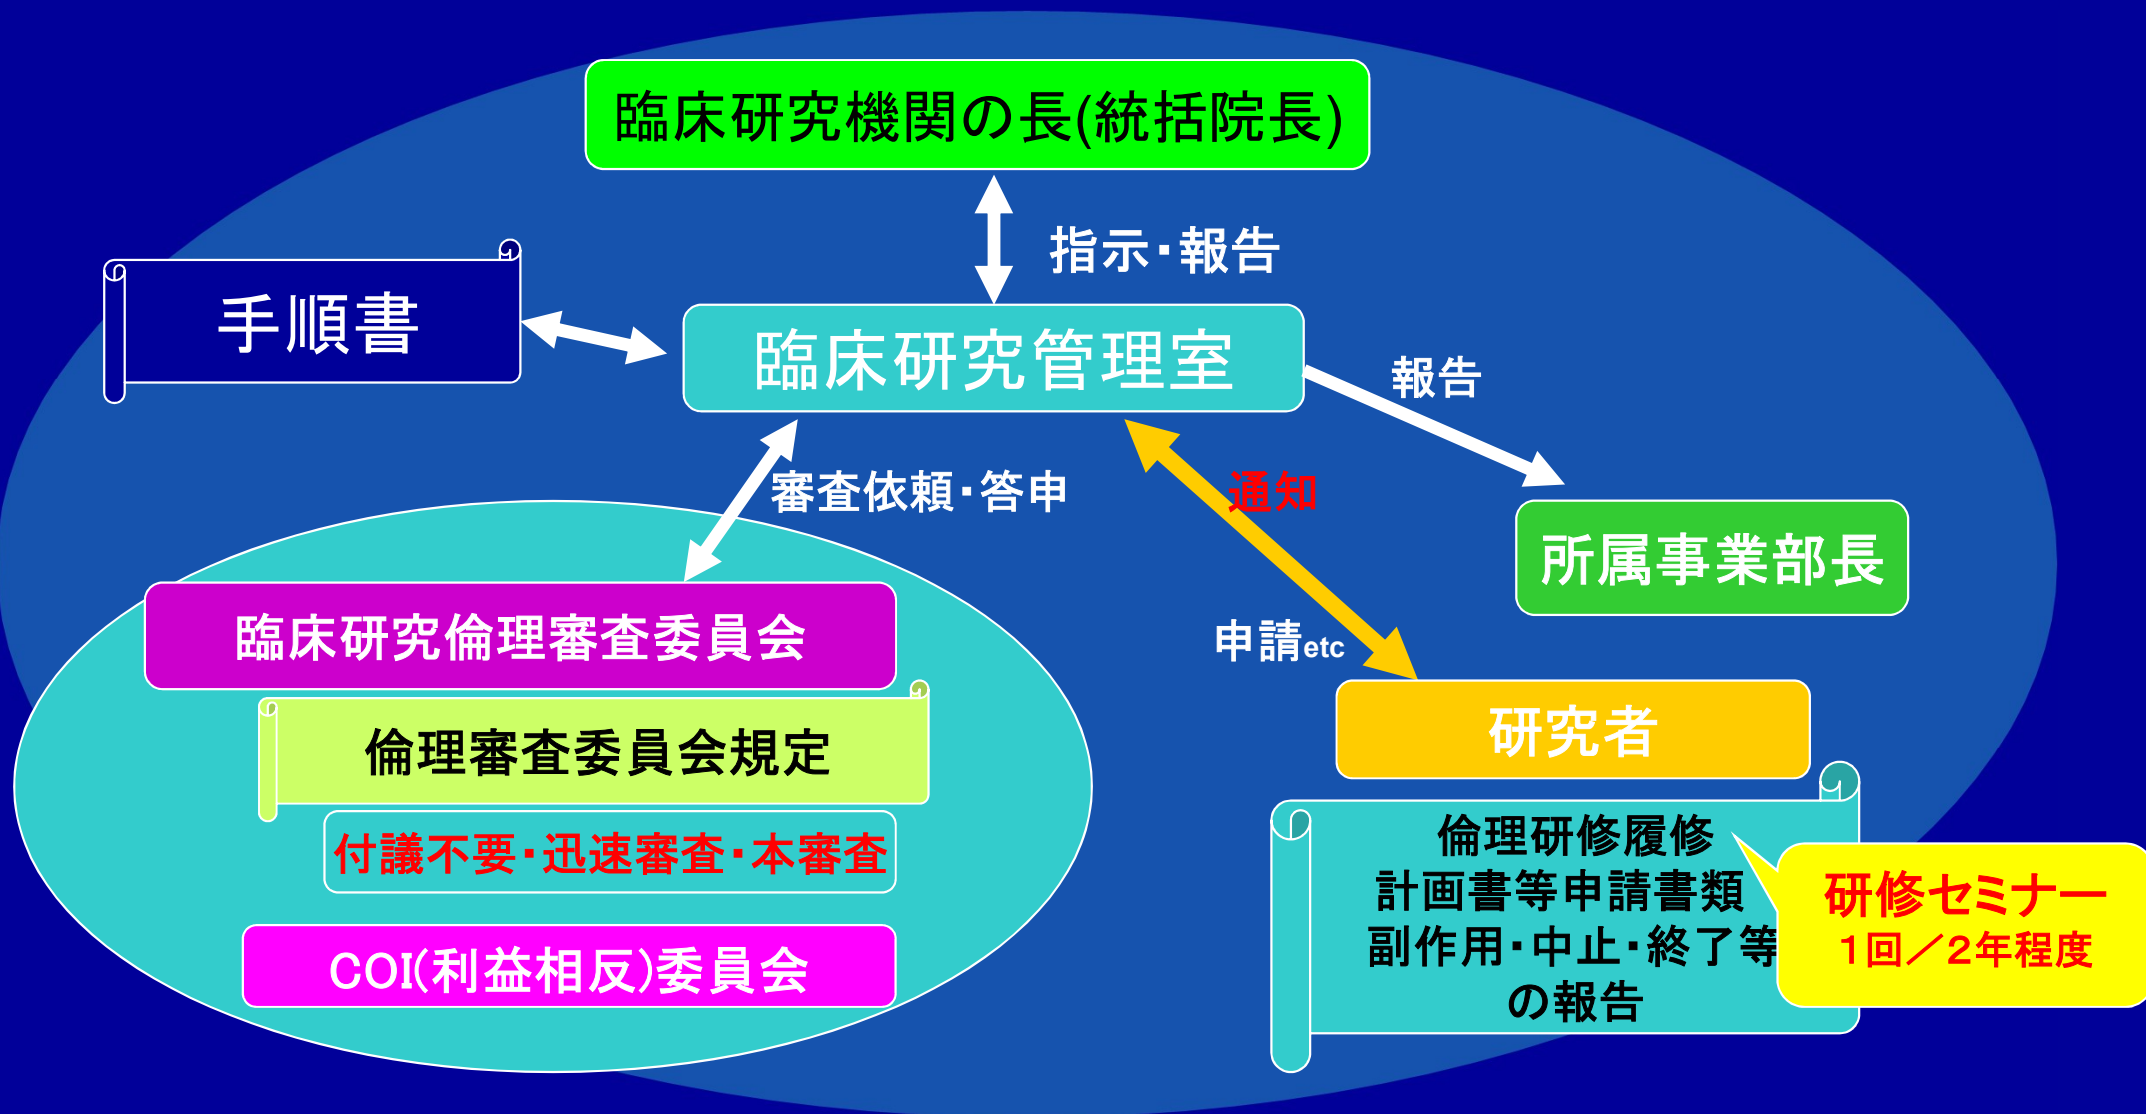 臨床研究機関の長(統括院長)
指示・報告
手順書
臨床研究管理室
報告
審査依頼・答申
通知
所属事業部長
臨床研究倫理審査委員会
申請etc
倫理審査委員会規定
研究者
付議不要・迅速審査・本審査
倫理研修履修
計画書等申請書類
副作用・中止・終了等
の報告
研修セミナー
1回／2年程度
COI(利益相反)委員会